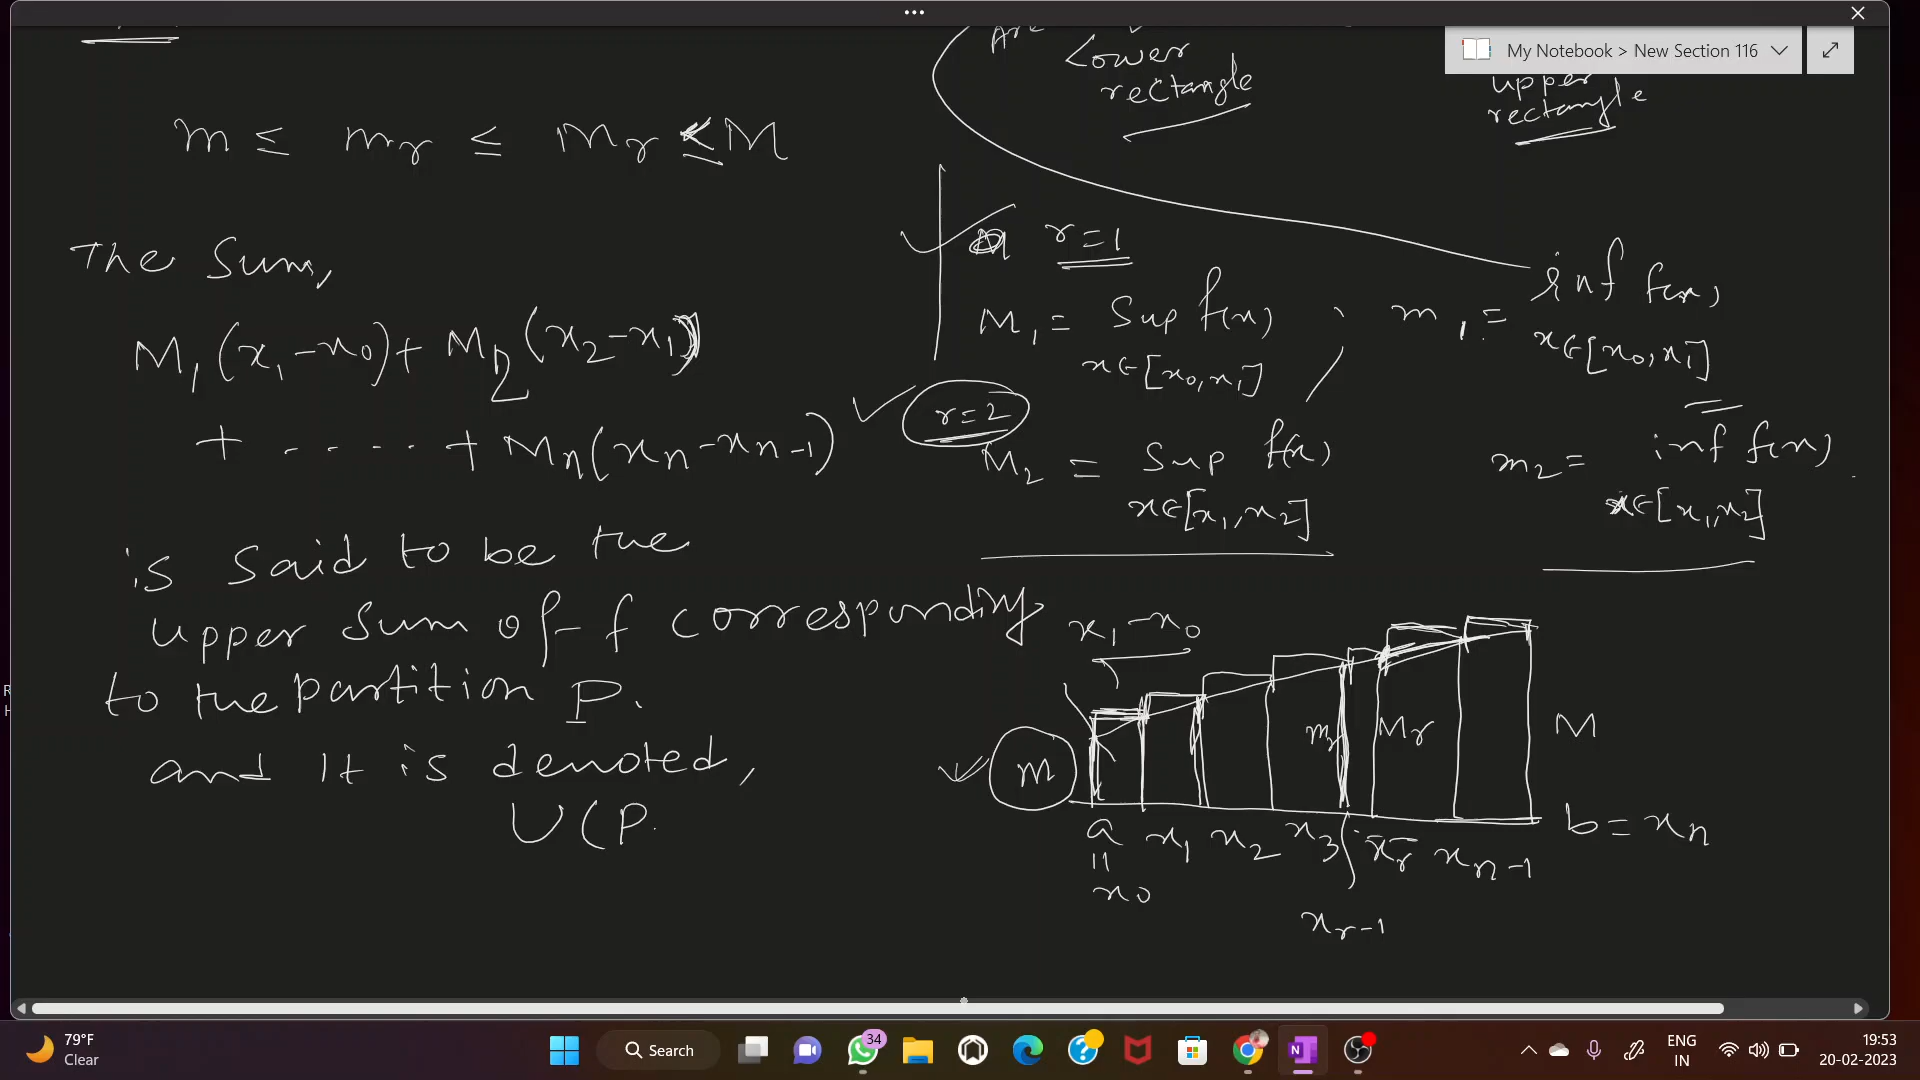 My Notebook > New Section 116
Lower
rectangle
upper
rectangle
m ≤ mr ≤ Mr ≤ M
The Sum,
M1(x1-x0)+ M2(x2-x1)
+ ..... + Mn(xn-xn-1)
is said to be the
upper sum of f corresponding
to the partition P.
and it is denoted,
U(P.
r=1
M1 = Sup f(x) , m1 = inf f(x)
x∈[x0,x1] x∈[x0,x1]
r=2
M2 = Sup f(x) m2 = inf f(x)
x∈[x1,x2] x∈[x1,x2]
x1-x0
m mr Mr M
a x1 x2 x3 xr xn-1 b = xn
॥
x0
xr-1
79°F
Clear
Search
34
ENG
IN
19:53
20-02-2023